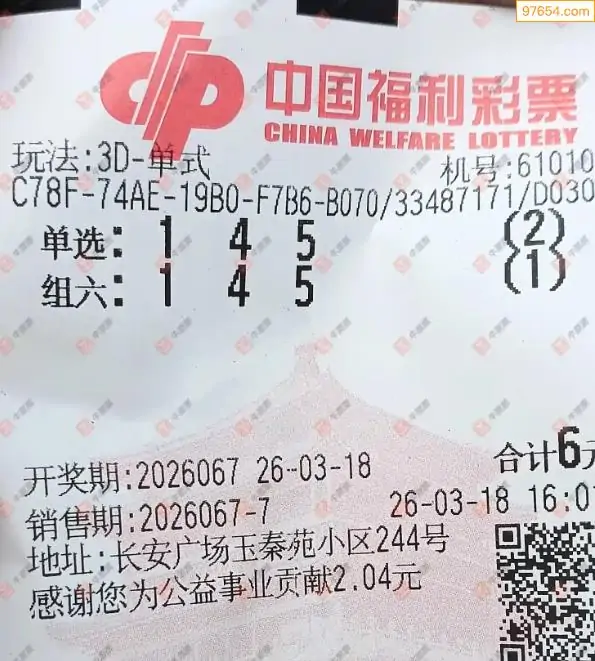 97654.com
中国福利彩票
CHINA WELFARE LOTTERY
玩法:3D-单式
机号:61010
C78F-74AE-19B0-F7B6-B070/33487171/D030
单选: 1 4 5 (2)
组六: 1 4 5 (1)
合计6元
开奖期:2026067 26-03-18
销售期:2026067-7 26-03-18 16:01
地址:长安广场玉秦苑小区244号
感谢您为公益事业贡献2.04元